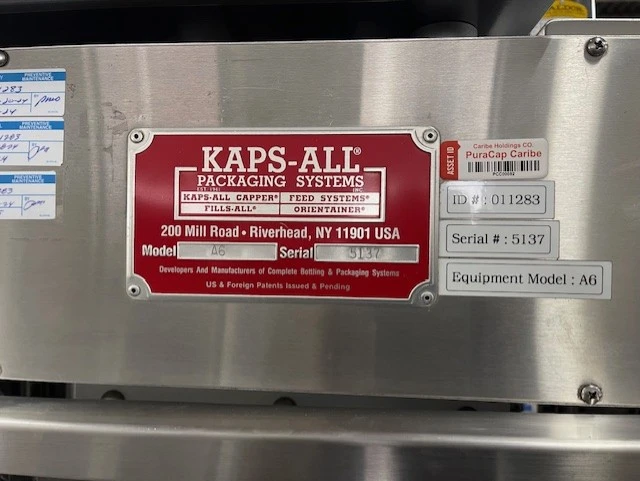 KAPS-ALL®
PACKAGING SYSTEMS
EST 1941 INC.
KAPS-ALL CAPPER® FEED SYSTEMS®
FILLS-ALL® ORIENTAINER®
200 Mill Road • Riverhead, NY 11901 USA
Model A6 Serial 5137
Developers And Manufacturers of Complete Bottling & Packaging Systems
US & Foreign Patents Issued & Pending
ASSET ID
Caribe Holdings CO.
PuraCap Caribe
ID # : 011283
Serial # : 5137
Equipment Model : A6
PREVENTIVE
MAINTENANCE
PREVENTIVE
MAINTENANCE
PREVENTIVE
MAINTENANCE